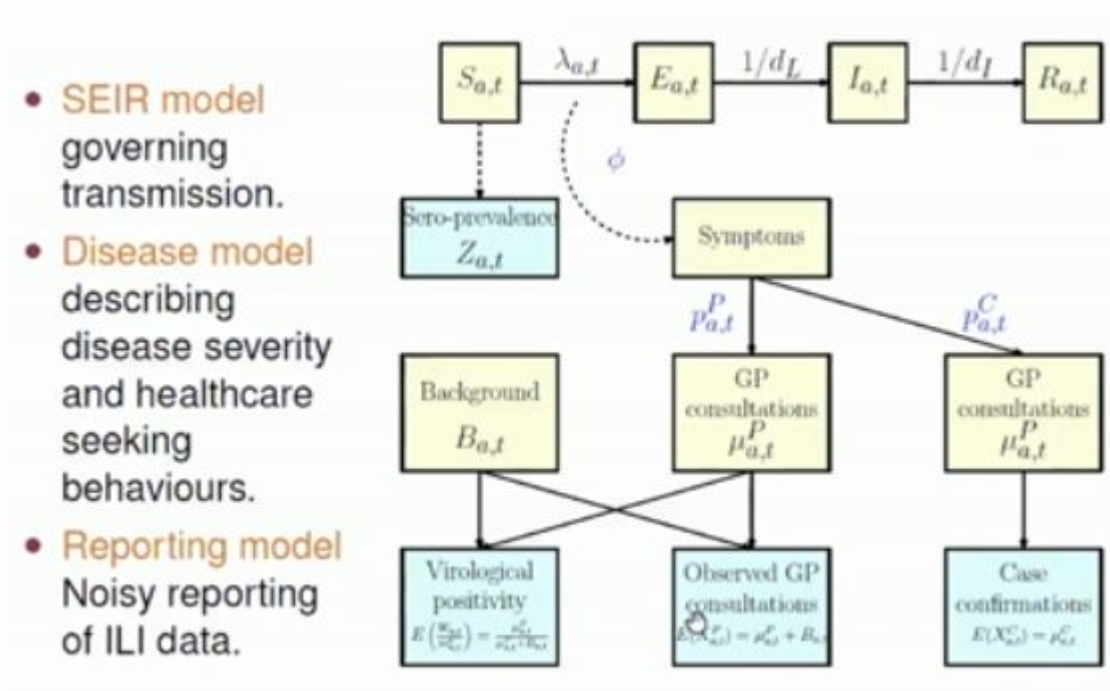 • SEIR model
governing
transmission.
• Disease model
describing
disease severity
and healthcare
seeking
behaviours.
• Reporting model
Noisy reporting
of ILI data.
S_{a,t}
λ_{a,t}
E_{a,t}
1/d_L
I_{a,t}
1/d_I
R_{a,t}
ϕ
Sero-prevalence
Z_{a,t}
Symptoms
p^P_{a,t}
p^C_{a,t}
Background
B_{a,t}
GP
consultations
μ^P_{a,t}
GP
consultations
μ^P_{a,t}
Virological
positivity
Observed GP
consultations
Case
confirmations
E(X^C_{a,t}) = μ^C_{a,t}